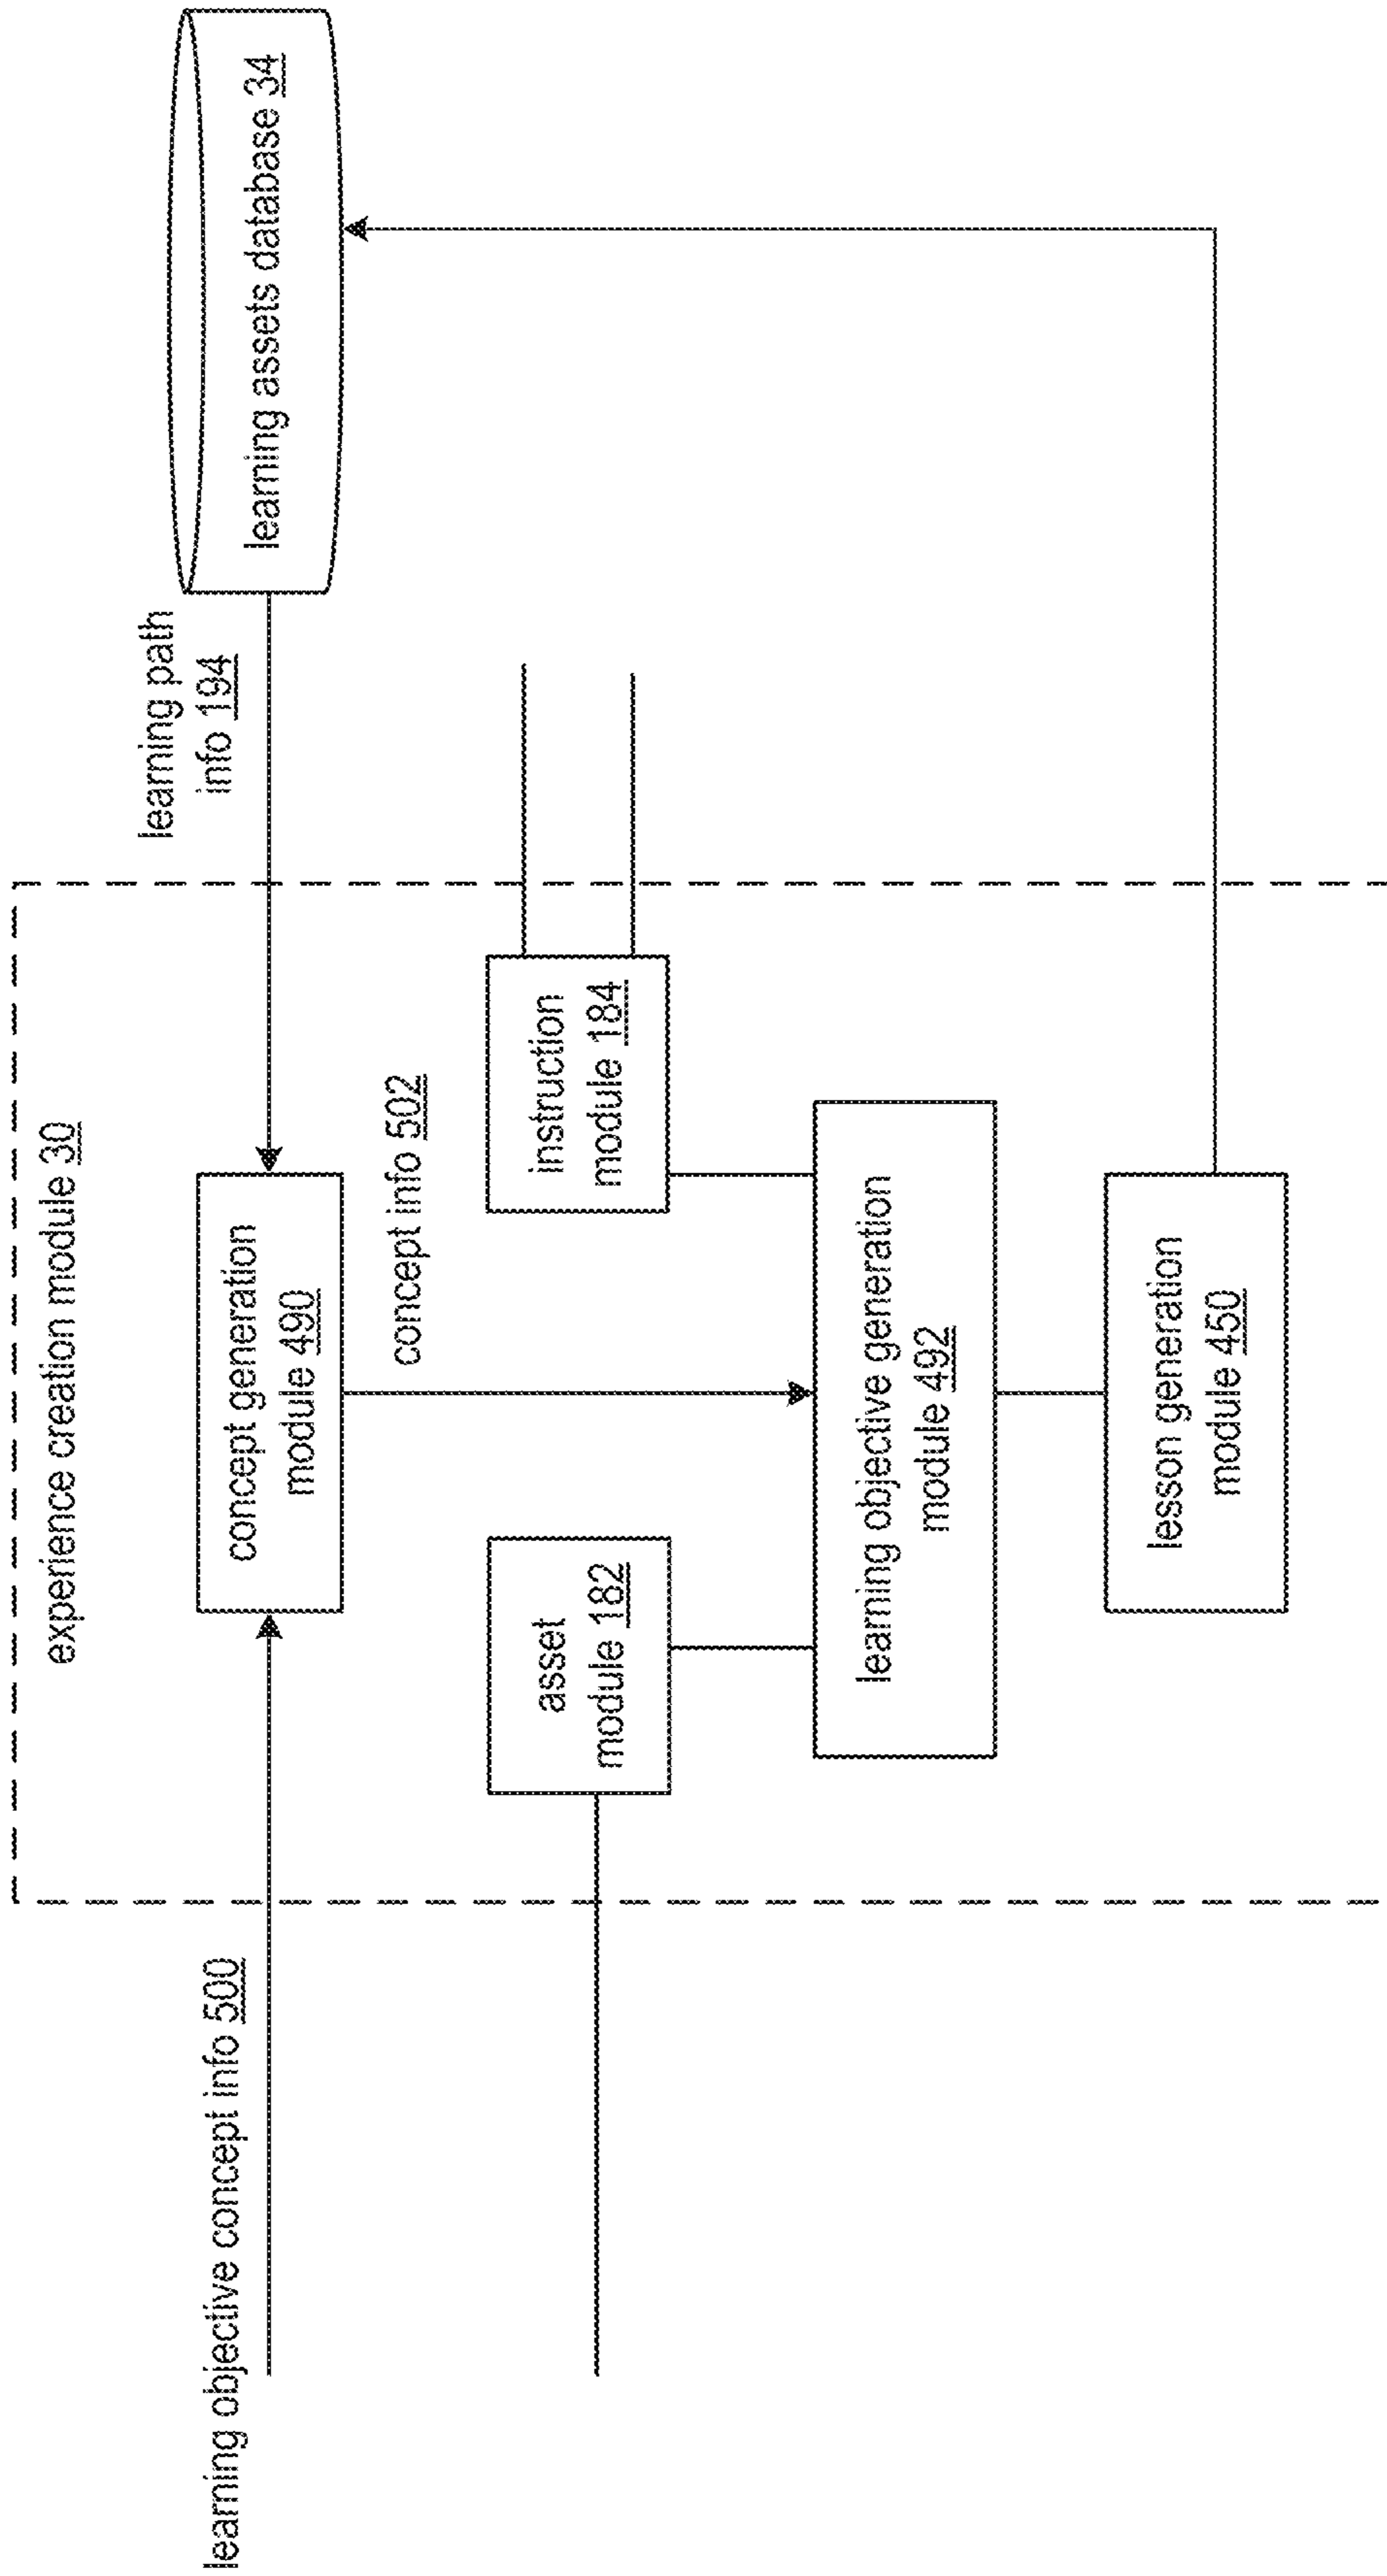 experience creation module 30
learning objective concept info 500
concept generation
module 490
learning path
info 194
learning assets database 34
concept info 502
asset
module 182
instruction
module 184
learning objective generation
module 492
lesson generation
module 450